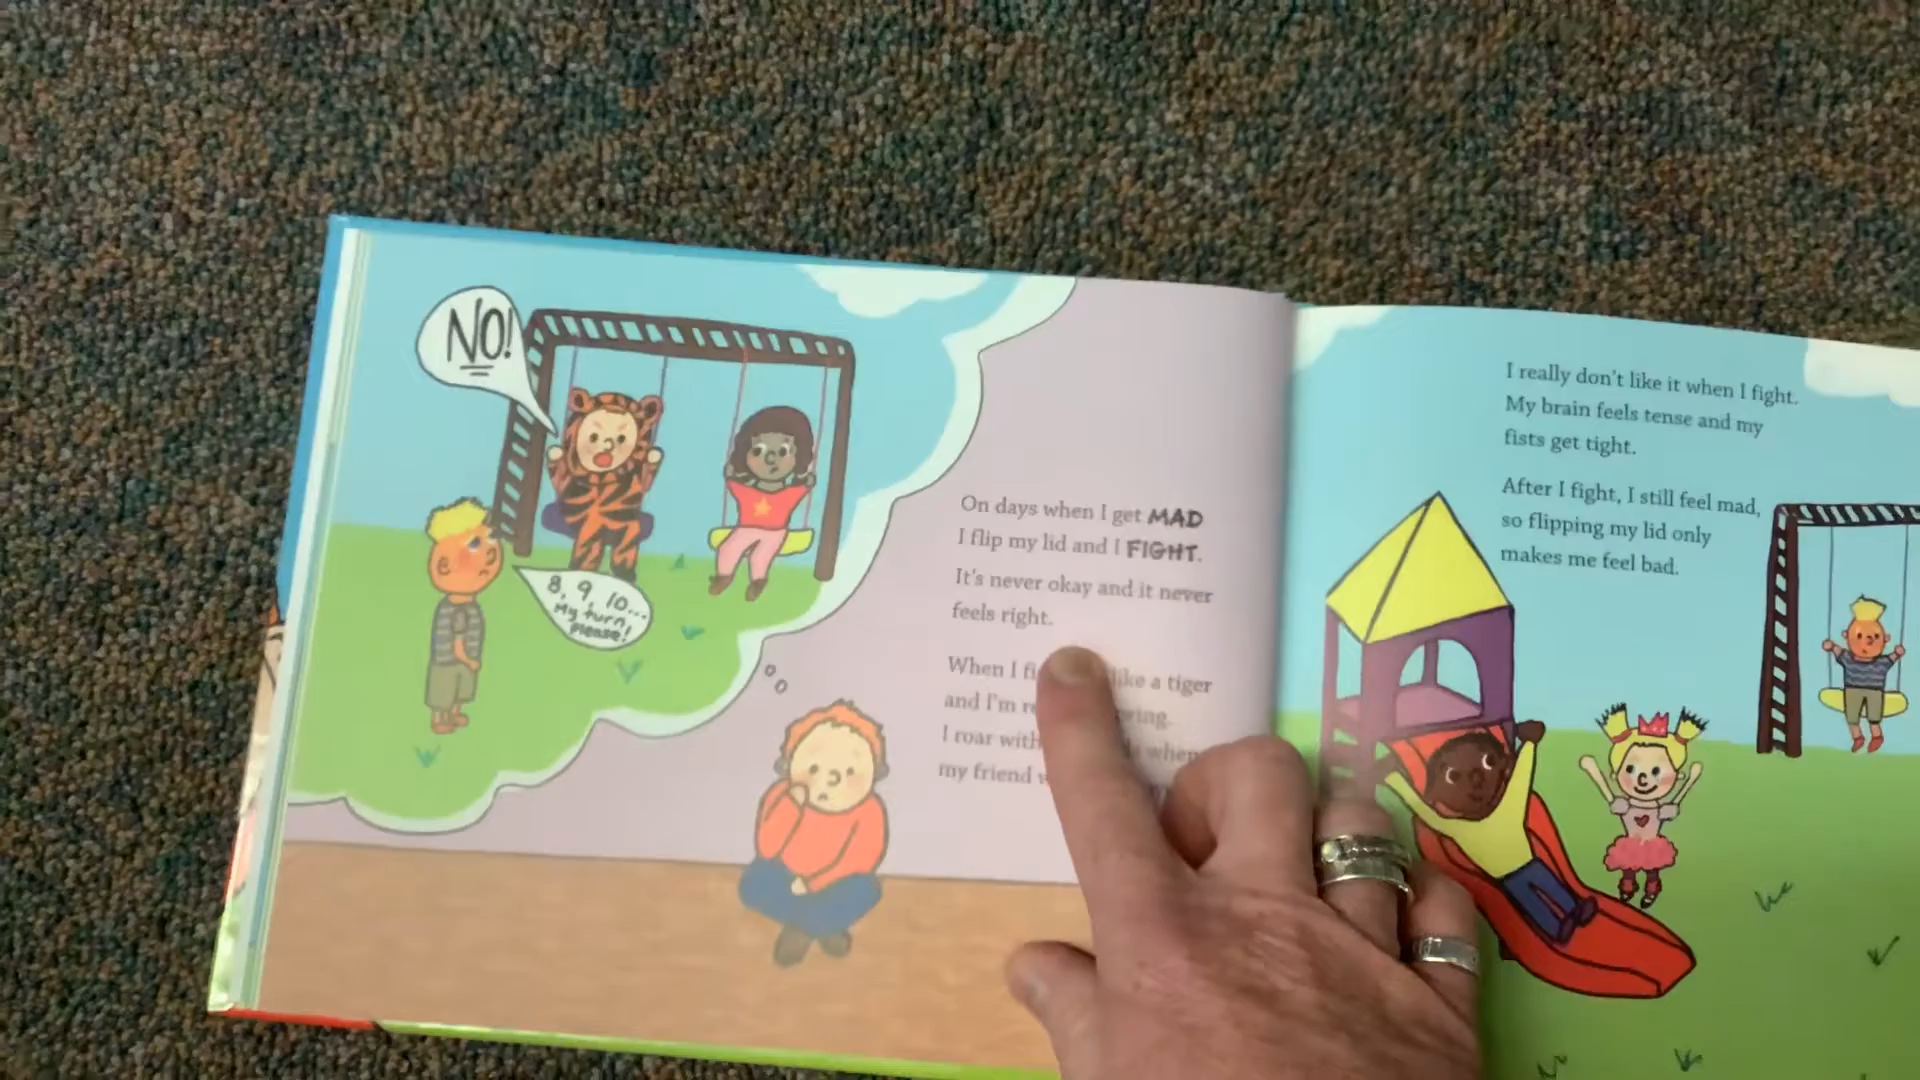 NO!
8, 9, 10...
My turn,
please!
On days when I get MAD
I flip my lid and I FIGHT.
It's never okay and it never
feels right.
When I like a tiger
and I'm
I roar with when
my friend
I really don't like it when I fight.
My brain feels tense and my
fists get tight.
After I fight, I still feel mad,
so flipping my lid only
makes me feel bad.